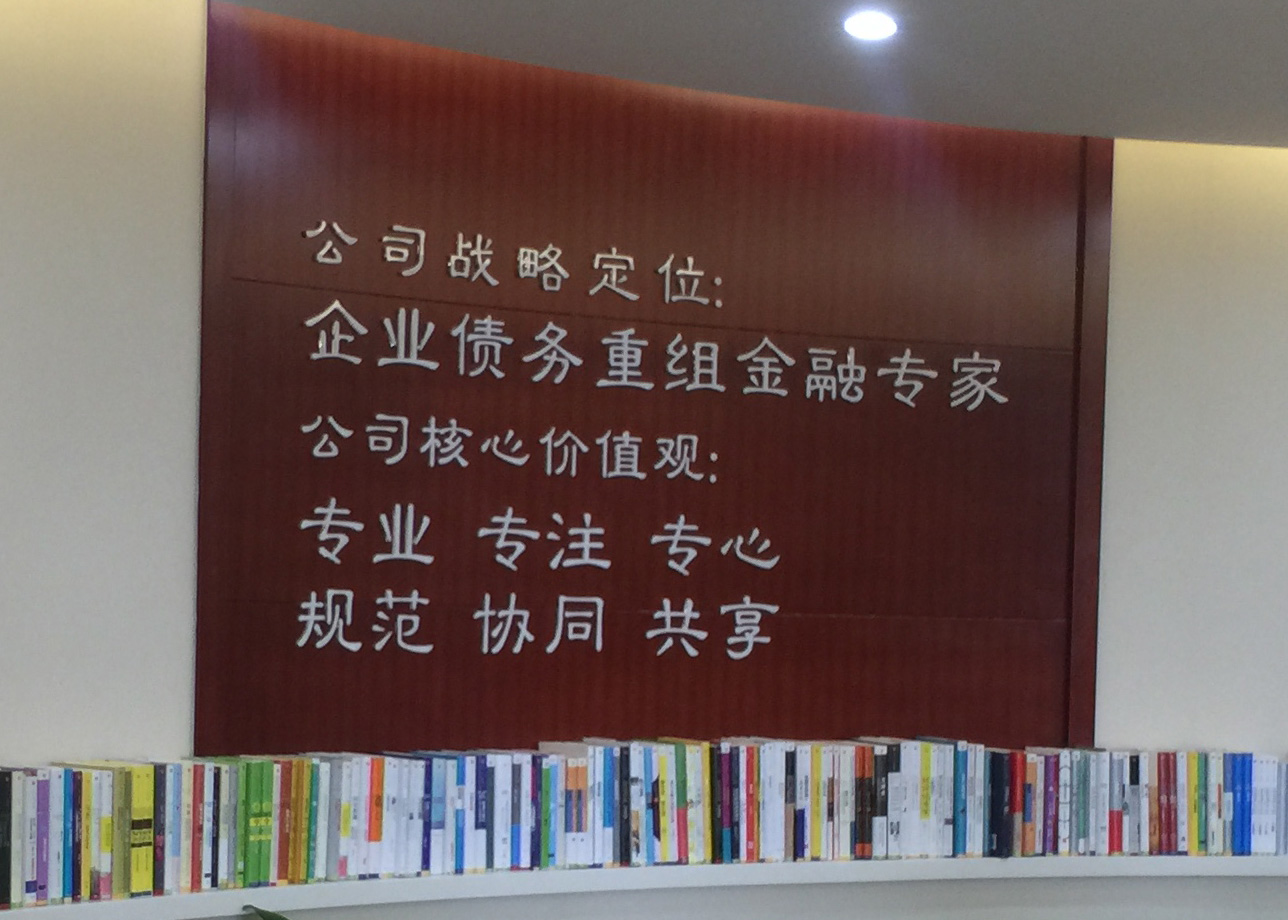 公司战略定位:
企业债务重组金融专家
公司核心价值观:
专业 专注 专心
规范 协同 共享